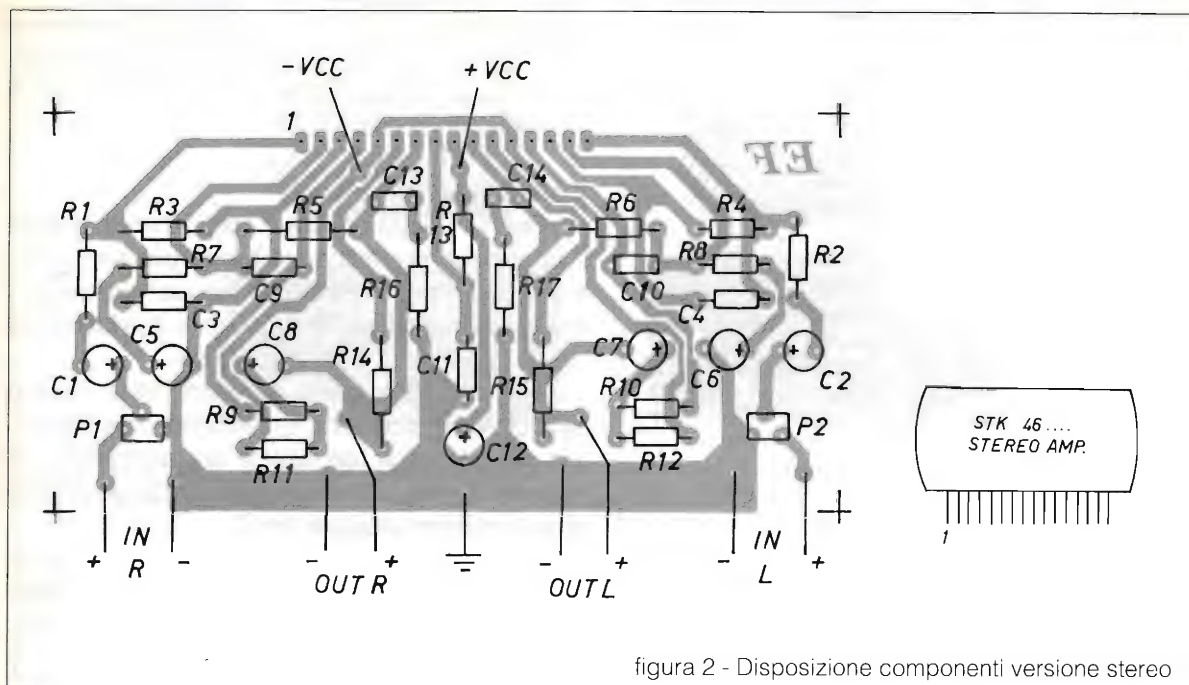 -VCC +VCC
1
EF
C13 C14
R1 R3 R5 R 13 R6 R4
R7 R8 R2
C9 R16 R17 C10
C3 C4
C5 C8 R14 C11 R15 C7 C6
C1 C2
R9 R10
P1 P2
R11 C12 R12
+ IN R - - OUT R + - OUT L + - IN L +
STK 46....
STEREO AMP.
1
figura 2 - Disposizione componenti versione stereo